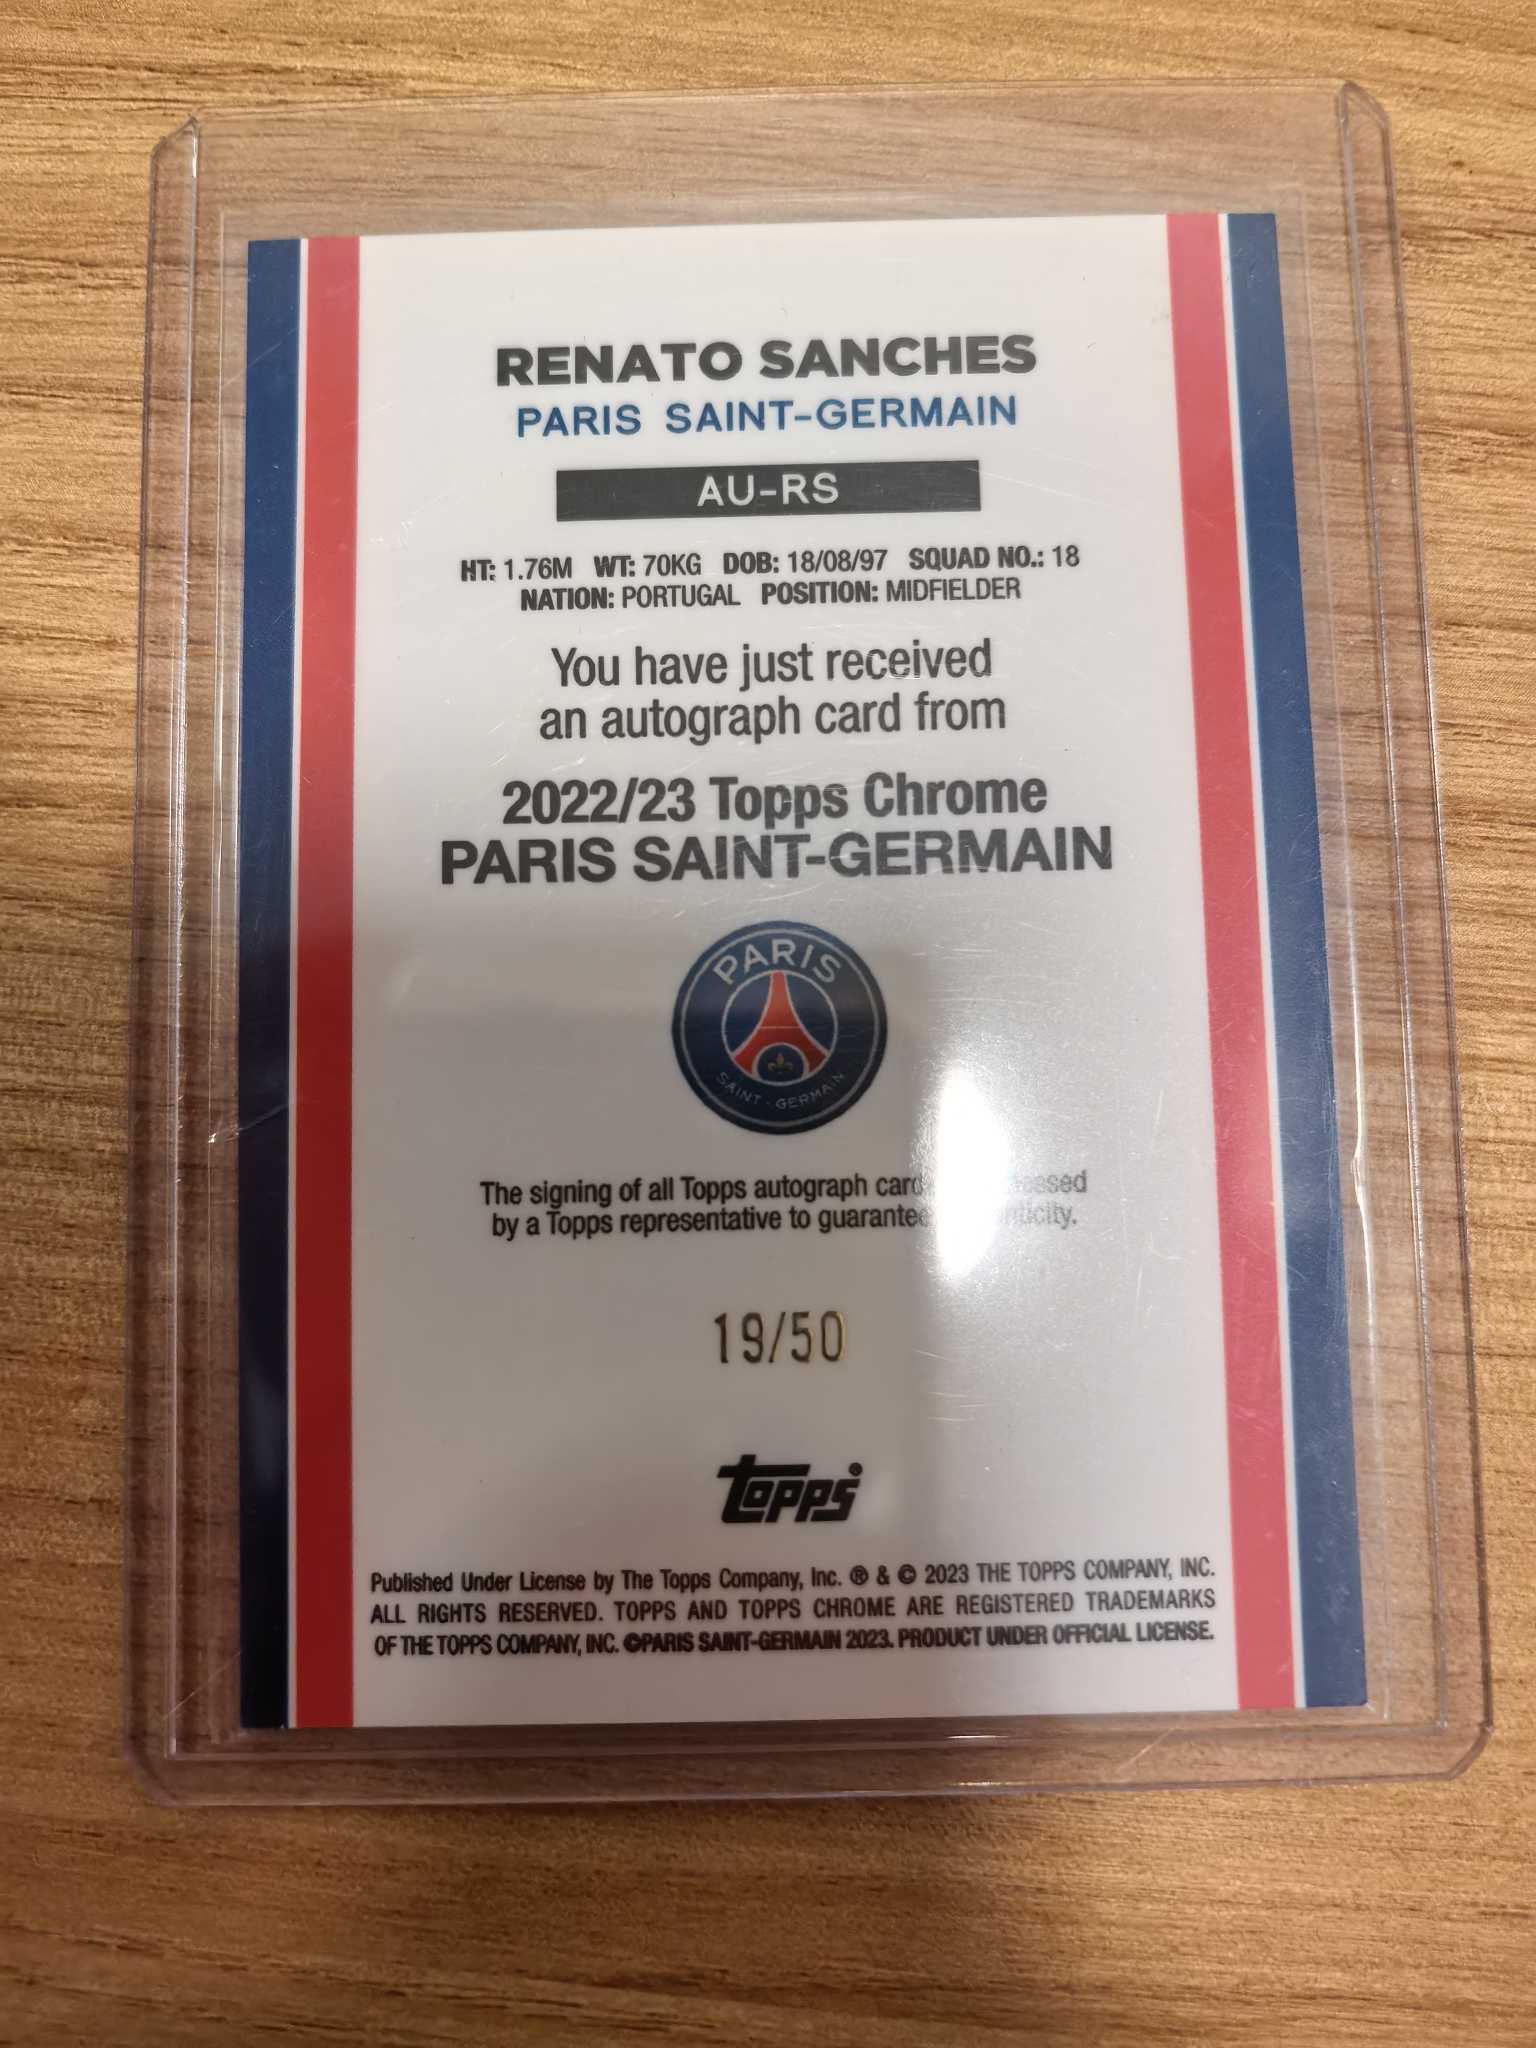 RENATO SANCHES
PARIS SAINT-GERMAIN
AU-RS
HT: 1.76M WT: 70KG DOB: 18/08/97 SQUAD NO.: 18
NATION: PORTUGAL POSITION: MIDFIELDER
You have just received
an autograph card from
2022/23 Topps Chrome
PARIS SAINT-GERMAIN
PARIS
SAINT-GERMAIN
The signing of all Topps autograph
by a Topps representative to guarantee
19/50
topps®
Published Under License by The Topps Company, Inc. ® & © 2023 THE TOPPS COMPANY, INC.
ALL RIGHTS RESERVED. TOPPS AND TOPPS CHROME ARE REGISTERED TRADEMARKS
OF THE TOPPS COMPANY, INC. ©PARIS SAINT-GERMAIN 2023. PRODUCT UNDER OFFICIAL LICENSE.